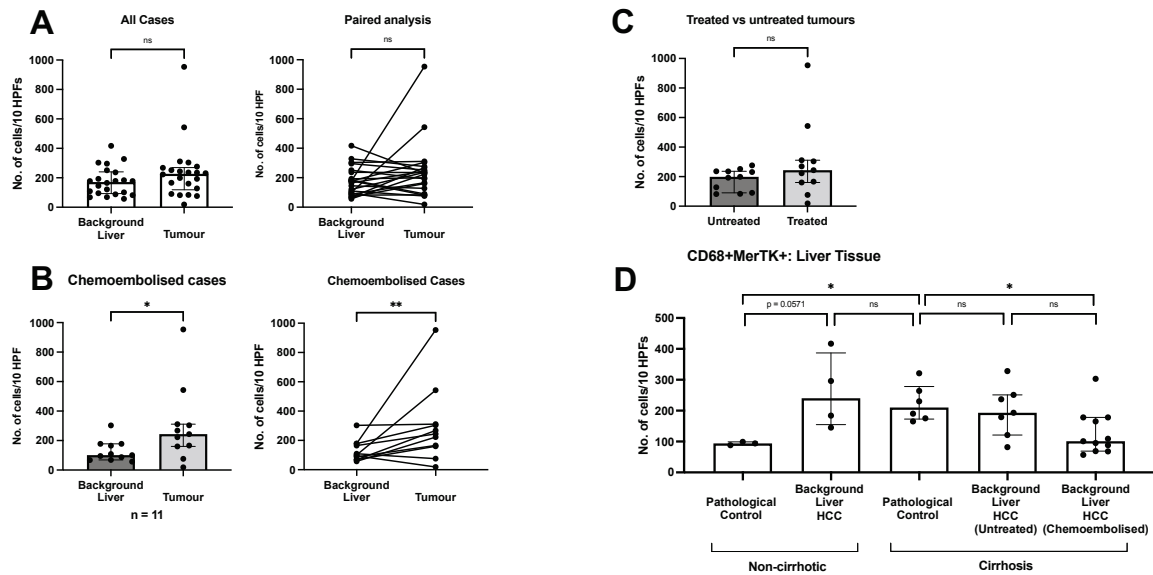 A
All Cases
ns
No. of cells/10 HPFs
1000
800
600
400
200
0
Background
Liver
Tumour
Paired analysis
ns
No. of cells/10 HPF
1000
800
600
400
200
0
Background
Liver
Tumour
B
Chemoembolised cases
*
No. of cells/10 HPF
1000
800
600
400
200
0
Background
Liver
Tumour
n = 11
Chemoembolised Cases
**
No. of cells/10 HPF
1000
800
600
400
200
0
Background
Liver
Tumour
C
Treated vs untreated tumours
ns
No. of cells/10 HPFs
1000
800
600
400
200
0
Untreated
Treated
D
CD68+MerTK+: Liver Tissue
*
*
p = 0.0571
ns
ns
ns
No. of cells/10 HPFs
500
400
300
200
100
0
Pathological
Control
Background
Liver
HCC
Pathological
Control
Background
Liver
HCC
(Untreated)
Background
Liver
HCC
(Chemoembolised)
Non-cirrhotic
Cirrhosis